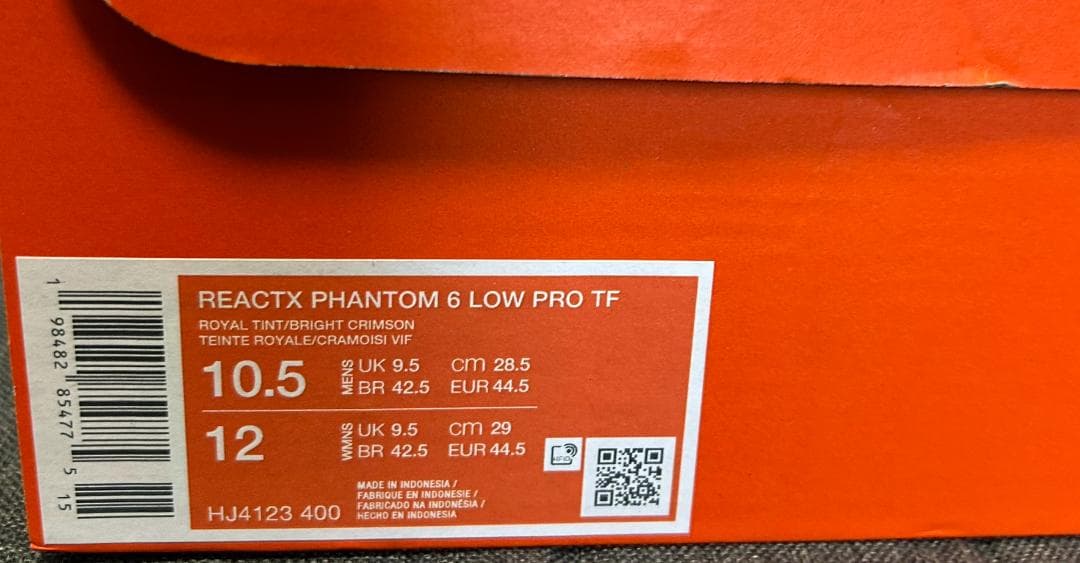 REACTX PHANTOM 6 LOW PRO TF
ROYAL TINT/BRIGHT CRIMSON
TEINTE ROYALE/CRAMOISI VIF
10.5 MENS UK 9.5 cm 28.5
BR 42.5 EUR 44.5
12 WMNS UK 9.5 cm 29
BR 42.5 EUR 44.5
MADE IN INDONESIA /
FABRIQUE EN INDONESIE /
FABRICADO NA INDONÉSIA /
HECHO EN INDONESIA
HJ4123 400
1 98482 85477 5 15
RFID